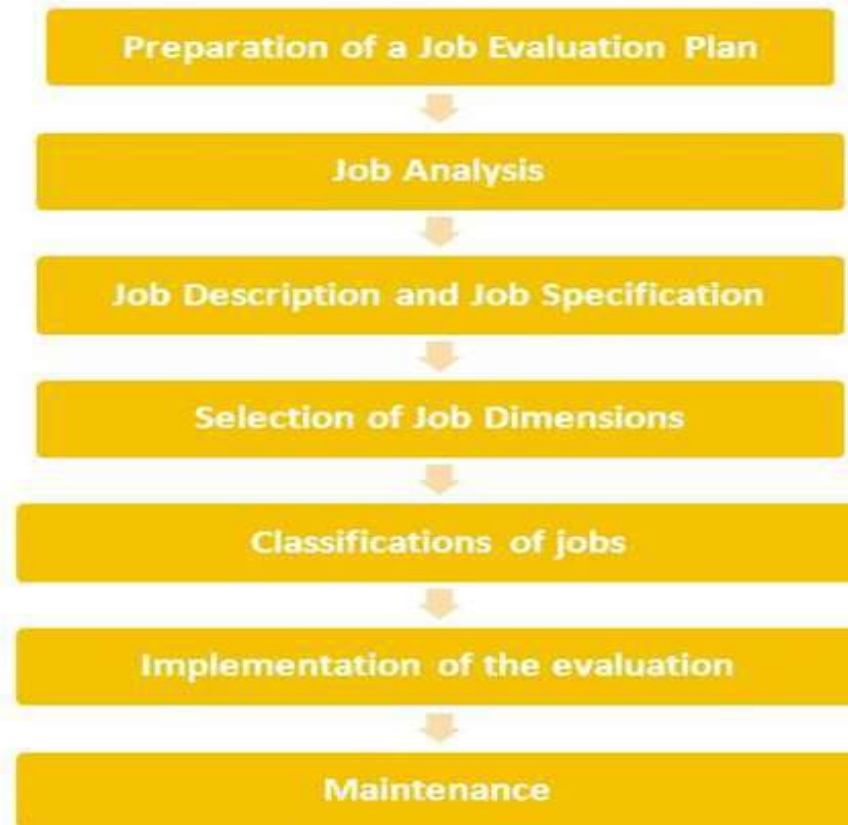 Preparation of a Job Evaluation Plan
Job Analysis
Job Description and Job Specification
Selection of Job Dimensions
Classifications of jobs
Implementation of the evaluation
Maintenance